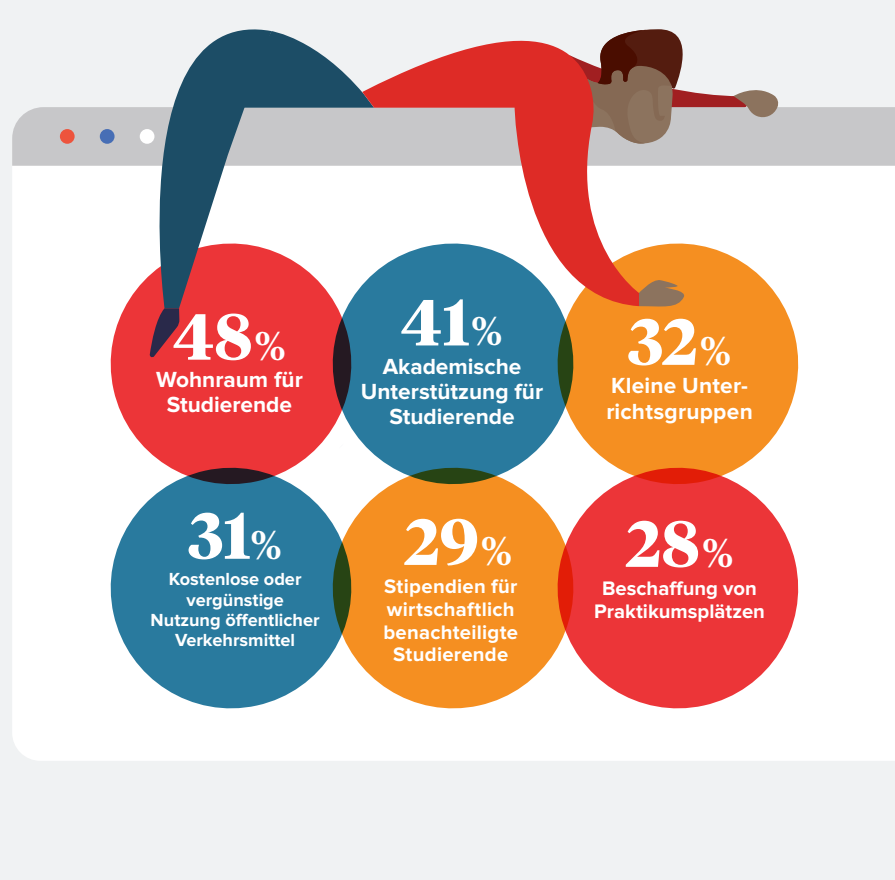 48%
Wohnraum für
Studierende
41%
Akademische
Unterstützung für
Studierende
32%
Kleine Unter-
richtsgruppen
31%
Kostenlose oder
vergünstige
Nutzung öffentlicher
Verkehrsmittel
29%
Stipendien für
wirtschaftlich
benachteiligte
Studierende
28%
Beschaffung von
Praktikumsplätzen